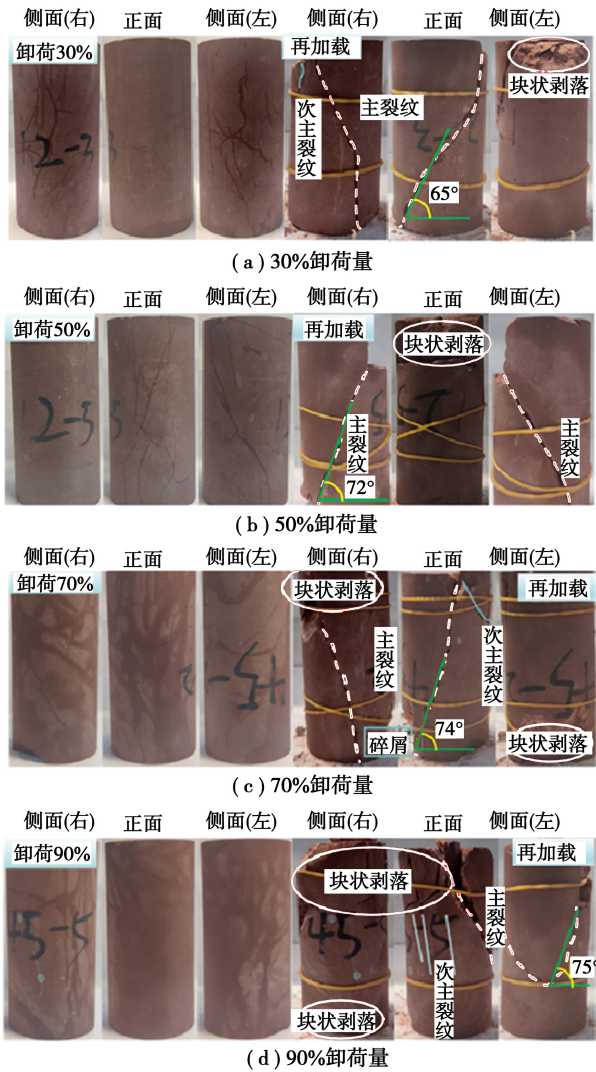 侧面(右) 正面 侧面(左) 侧面(右) 正面 侧面(左)
卸荷30% 再加载
块状剥落
次主裂纹 主裂纹
2-3
65°
(a) 30%卸荷量
侧面(右) 正面 侧面(左) 侧面(右) 正面 侧面(左)
卸荷50% 再加载 块状剥落
12-5
主裂纹 主裂纹
72°
(b) 50%卸荷量
侧面(右) 正面 侧面(左) 侧面(右) 正面 侧面(左)
卸荷70% 块状剥落 再加载
主裂纹 次主裂纹
碎屑 74° 块状剥落
(c) 70%卸荷量
侧面(右) 正面 侧面(左) 侧面(右) 正面 侧面(左)
卸荷90% 再加载
块状剥落 主裂纹
45-5 45- 5
次主裂纹 75°
块状剥落
(d) 90%卸荷量